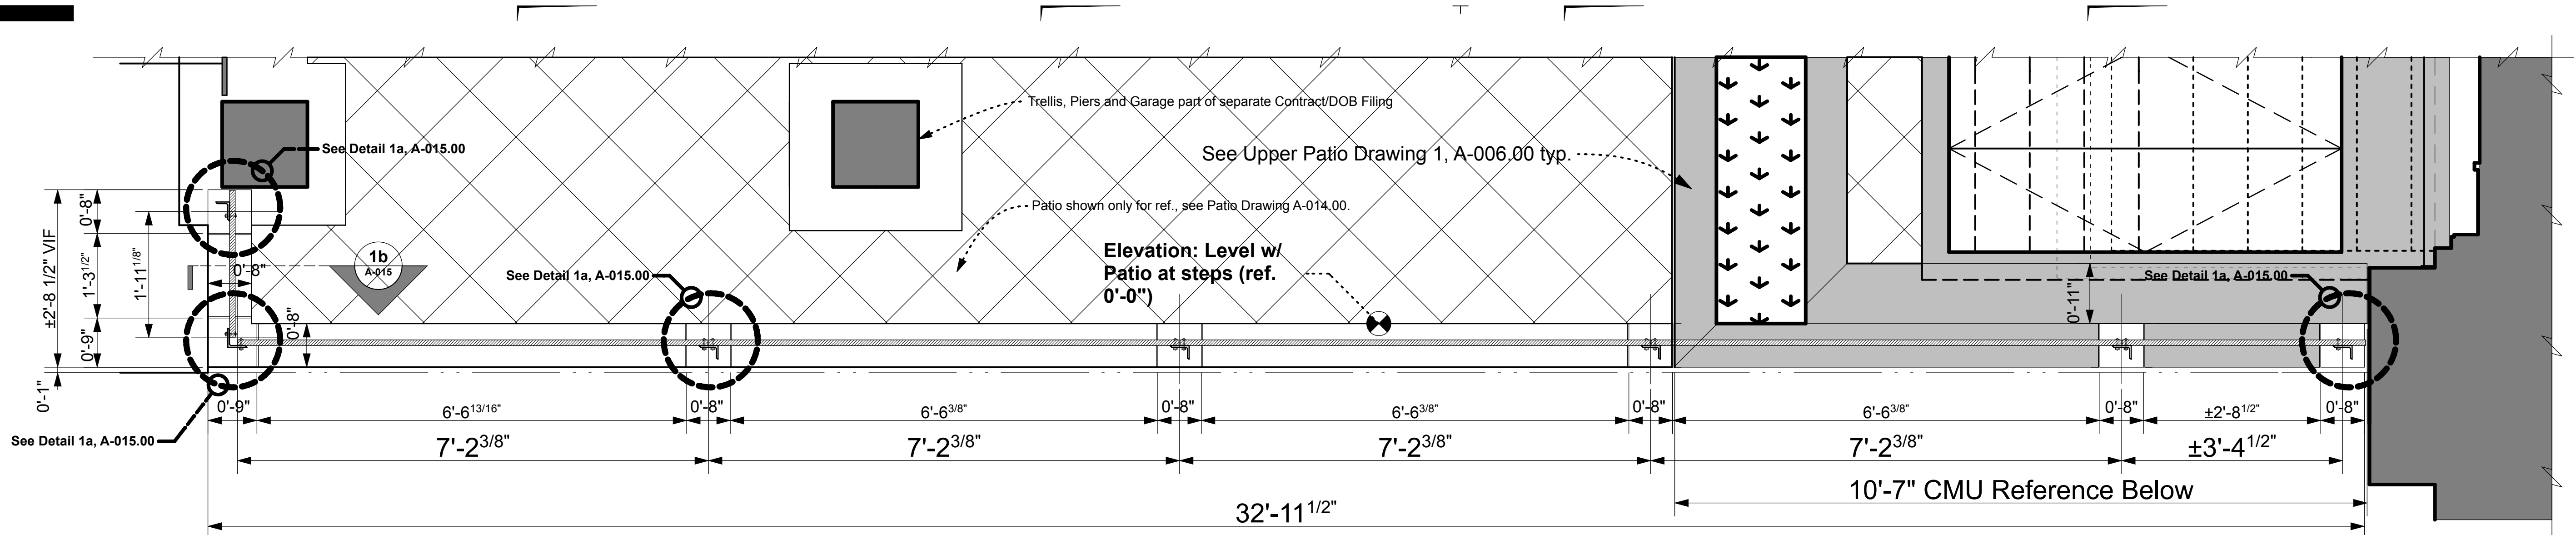 Trellis, Piers and Garage part of separate Contract/DOB Filing
See Detail 1a, A-015.00
See Upper Patio Drawing 1, A-006.00 typ.
Patio shown only for ref., see Patio Drawing A-014.00.
0'-8"
±2'-8 1/2" VIF
1'-11 1/8"
1'-3 1/2"
0'-9"
0'-1"
0'-8"
1b
A-015
0'-8"
See Detail 1a, A-015.00
Elevation: Level w/
Patio at steps (ref.
0'-0")
0'-11"
See Detail 1a, A-015.00
See Detail 1a, A-015.00
0'-9"
6'-6 13/16"
0'-8"
6'-6 3/8"
0'-8"
6'-6 3/8"
0'-8"
6'-6 3/8"
0'-8"
±2'-8 1/2"
0'-8"
7'-2 3/8"
7'-2 3/8"
7'-2 3/8"
7'-2 3/8"
±3'-4 1/2"
10'-7" CMU Reference Below
32'-11 1/2"